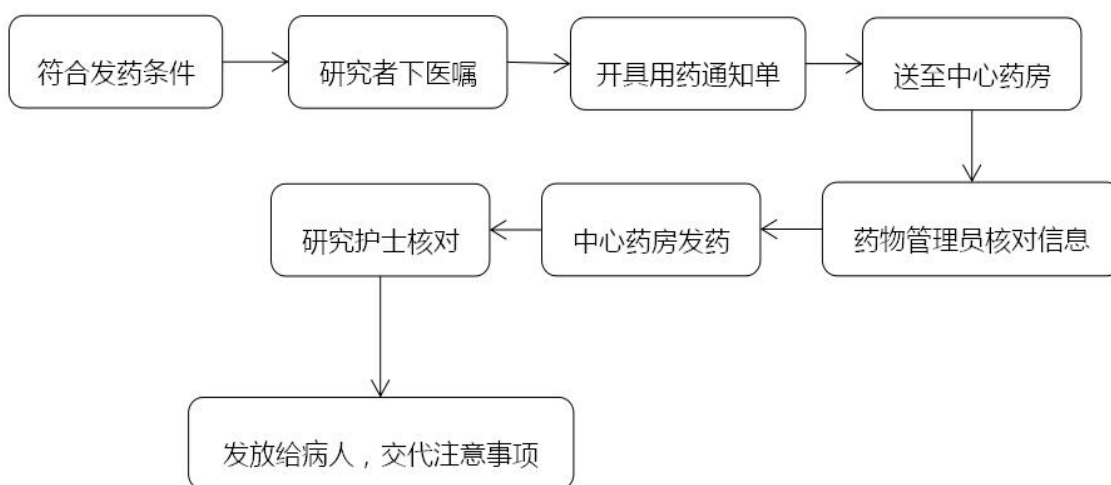 符合发药条件
研究者下医嘱
开具用药通知单
送至中心药房
药物管理员核对信息
中心药房发药
研究护士核对
发放给病人，交代注意事项